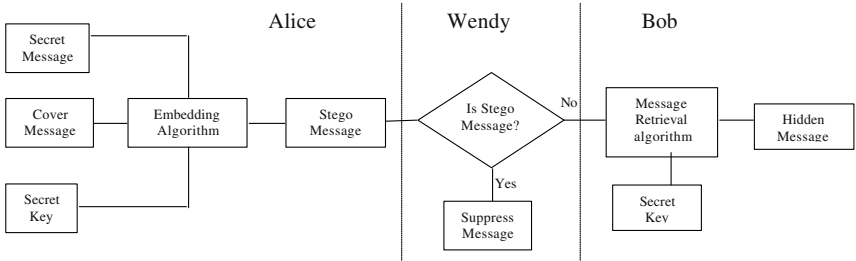 Alice
Wendy
Bob
Secret
Message
Cover
Message
Secret
Key
Embedding
Algorithm
Stego
Message
Is Stego
Message?
No
Yes
Suppress
Message
Message
Retrieval
algorithm
Secret
Key
Hidden
Message